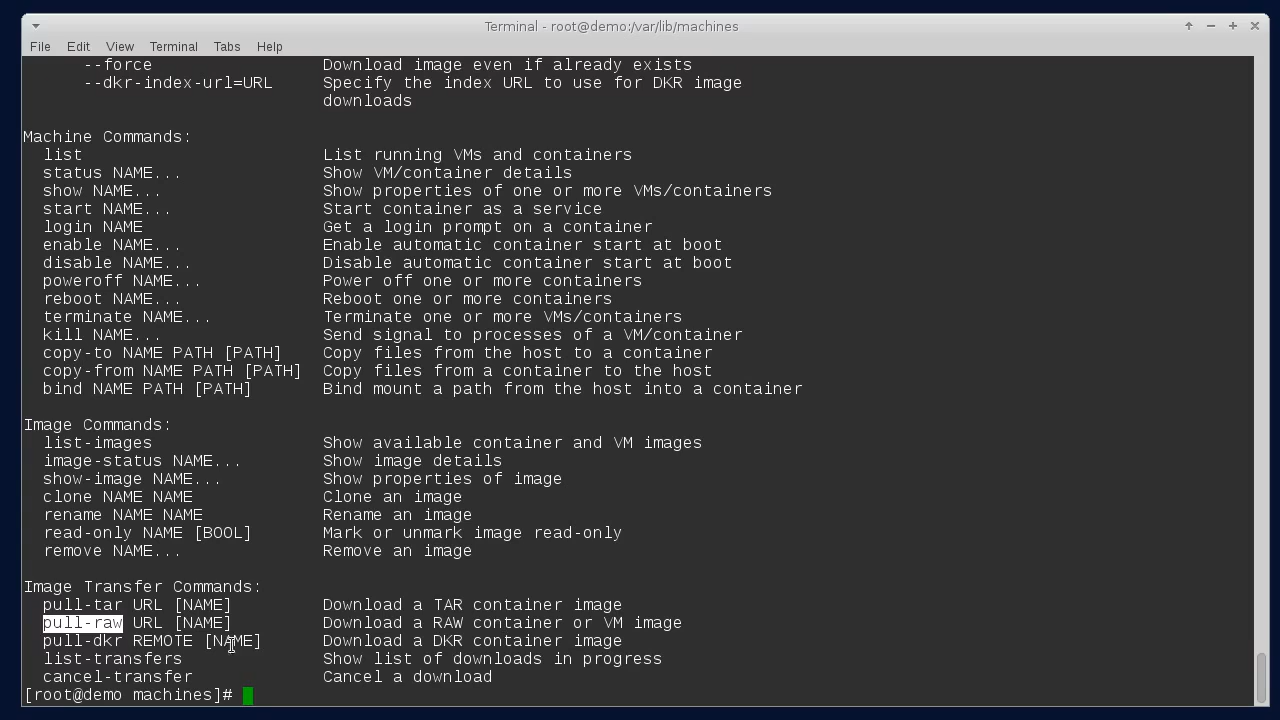 Terminal - root@demo:/var/lib/machines
File Edit View Terminal Tabs Help
--force Download image even if already exists
--dkr-index-url=URL Specify the index URL to use for DKR image
downloads
Machine Commands:
list List running VMs and containers
status NAME... Show VM/container details
show NAME... Show properties of one or more VMs/containers
start NAME... Start container as a service
login NAME Get a login prompt on a container
enable NAME... Enable automatic container start at boot
disable NAME... Disable automatic container start at boot
poweroff NAME... Power off one or more containers
reboot NAME... Reboot one or more containers
terminate NAME... Terminate one or more VMs/containers
kill NAME... Send signal to processes of a VM/container
copy-to NAME PATH [PATH] Copy files from the host to a container
copy-from NAME PATH [PATH] Copy files from a container to the host
bind NAME PATH [PATH] Bind mount a path from the host into a container
Image Commands:
list-images Show available container and VM images
image-status NAME... Show image details
show-image NAME... Show properties of image
clone NAME NAME Clone an image
rename NAME NAME Rename an image
read-only NAME [BOOL] Mark or unmark image read-only
remove NAME... Remove an image
Image Transfer Commands:
pull-tar URL [NAME] Download a TAR container image
pull-raw URL [NAME] Download a RAW container or VM image
pull-dkr REMOTE [NAME] Download a DKR container image
list-transfers Show list of downloads in progress
cancel-transfer Cancel a download
[root@demo machines]#